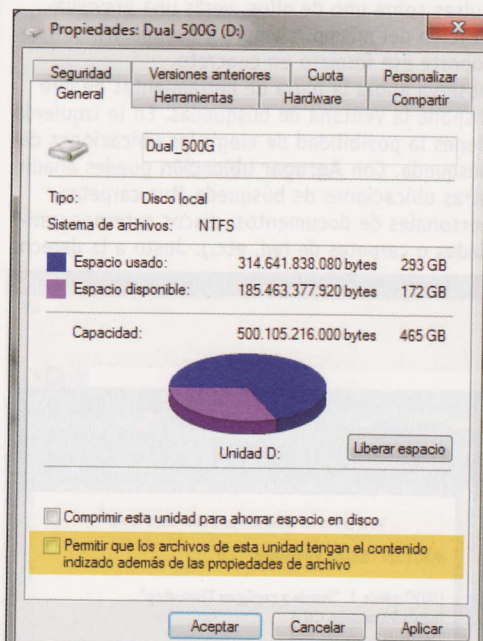 Propiedades: Dual_500G (D:)
x
Seguridad Versiones anteriores Cuota Personalizar
General Herramientas Hardware Compartir
Dual_500G
Tipo: Disco local
Sistema de archivos: NTFS
Espacio usado: 314.641.838.080 bytes 293 GB
Espacio disponible: 185.463.377.920 bytes 172 GB
Capacidad: 500.105.216.000 bytes 465 GB
Unidad D:
Liberar espacio
Comprimir esta unidad para ahorrar espacio en disco
Permitir que los archivos de esta unidad tengan el contenido
indizado además de las propiedades de archivo
Aceptar Cancelar Aplicar